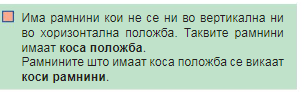 Има рамнини кои не се ни во вертикална ни
во хоризонтална положба. Таквите рамнини
имаат коса положба.
Рамнините што имаат коса положба се викаат
коси рамнини.